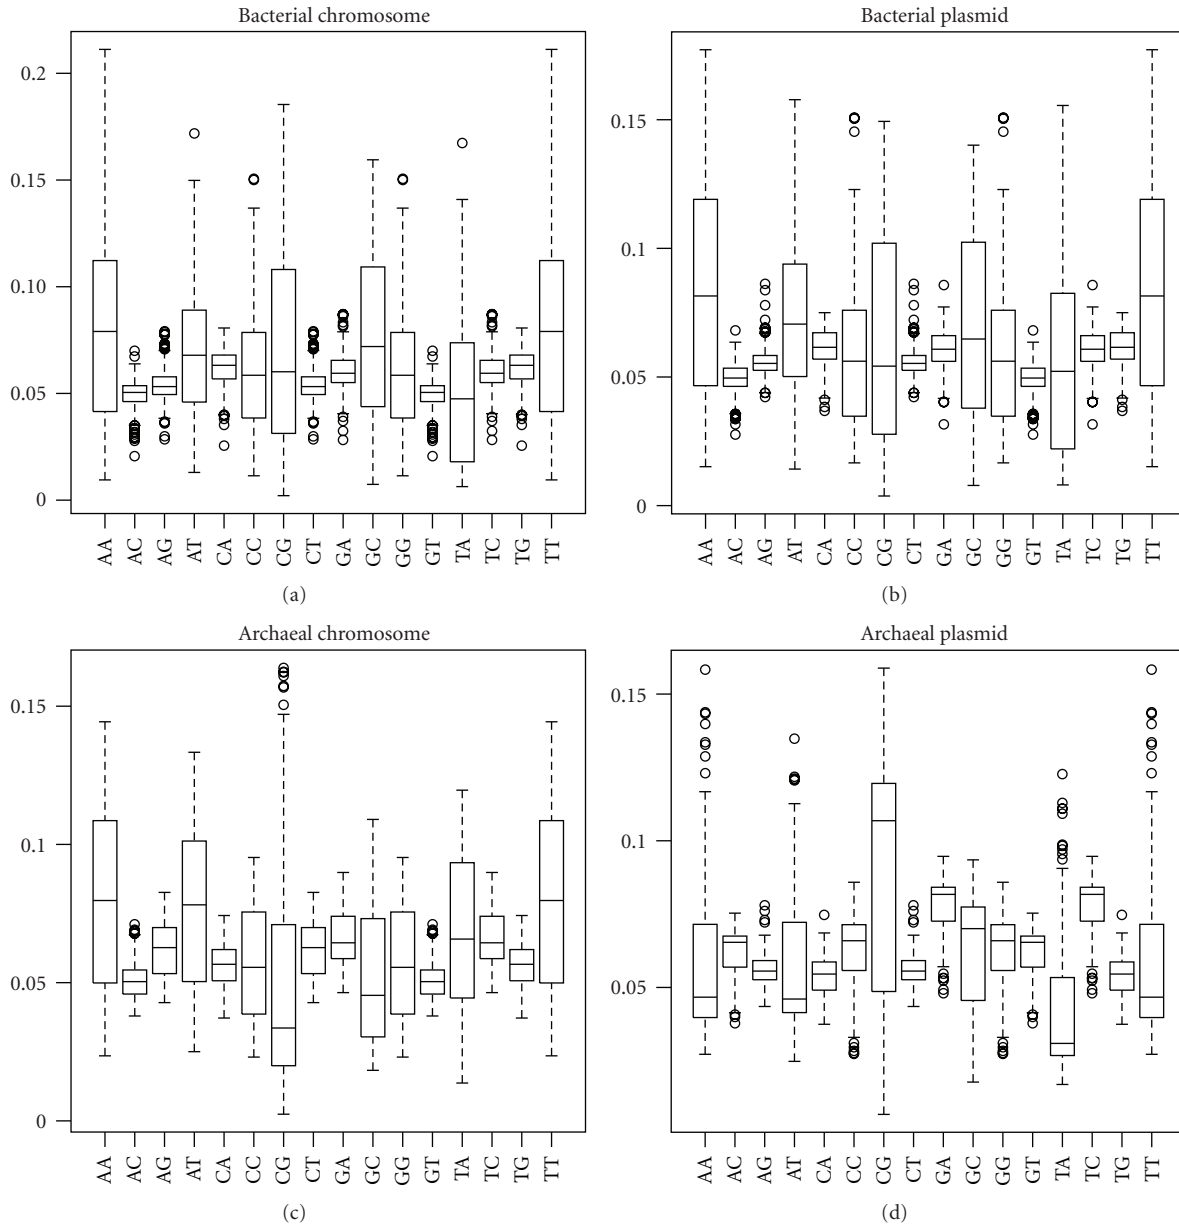 Bacterial chromosome
0.2
0.15
0.10
0.05
0
AA AC AG AT CA CC CG CT GA GC GG GT TA TC TG TT
(a)
Bacterial plasmid
0.15
0.1
0.05
0
AA AC AG AT CA CC CG CT GA GC GG GT TA TC TG TT
(b)
Archaeal chromosome
0.15
0.1
0.05
0
AA AC AG AT CA CC CG CT GA GC GG GT TA TC TG TT
(c)
Archaeal plasmid
0.15
0.1
0.05
AA AC AG AT CA CC CG CT GA GC GG GT TA TC TG TT
(d)